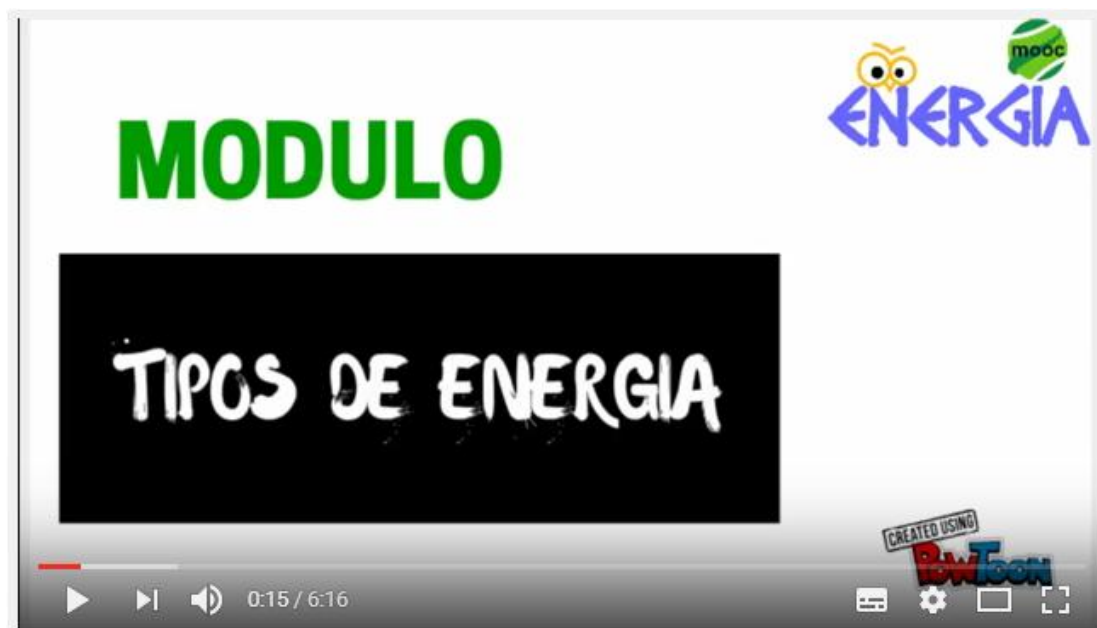 mooc
ENERGIA
MODULO
TIPOS DE ENERGIA
CREATED USING
POWTOON
0:15 / 6:16